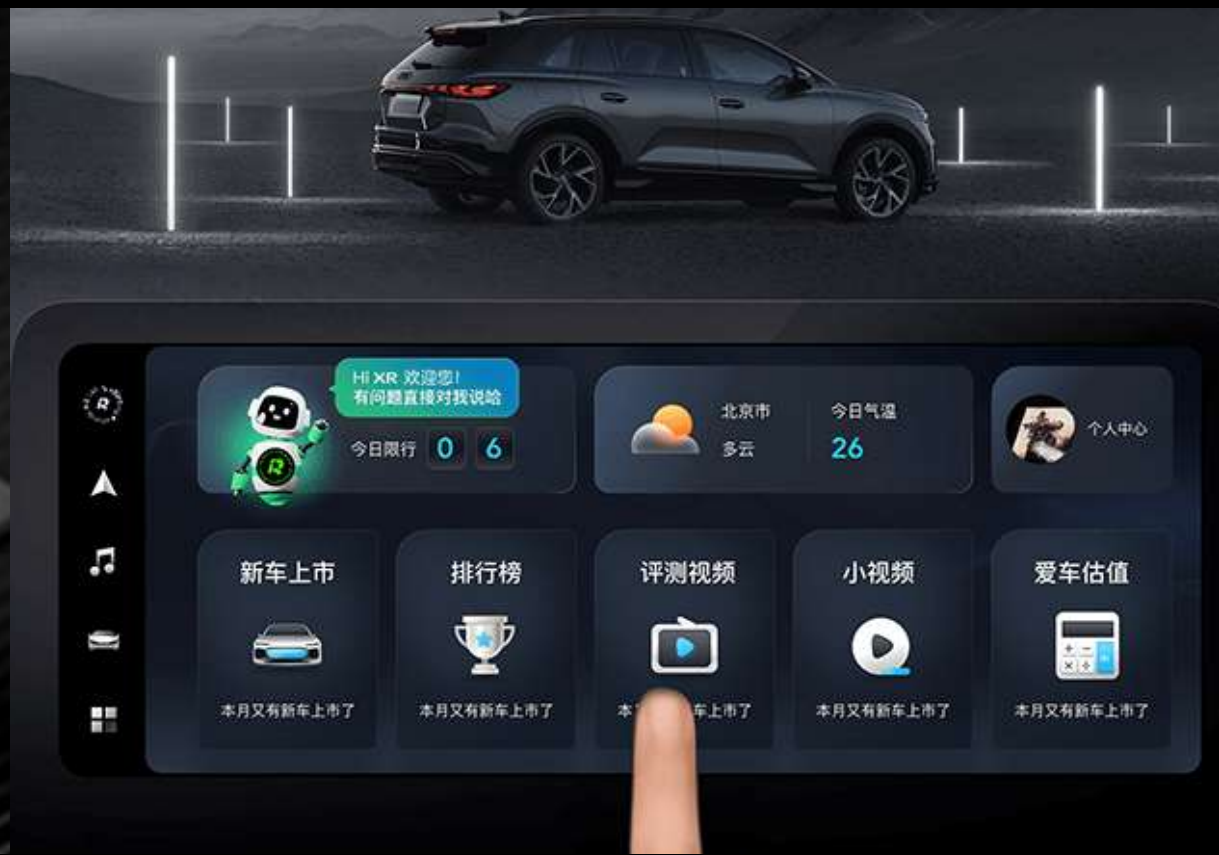 Hi XR 欢迎您!
有问题直接对我说哈
今日限行 0 6
北京市
多云
今日气温
26
个人中心
新车上市
排行榜
评测视频
小视频
爱车估值
本月又有新车上市了
本月又有新车上市了
本 车上市了
本月又有新车上市了
本月又有新车上市了
R
R